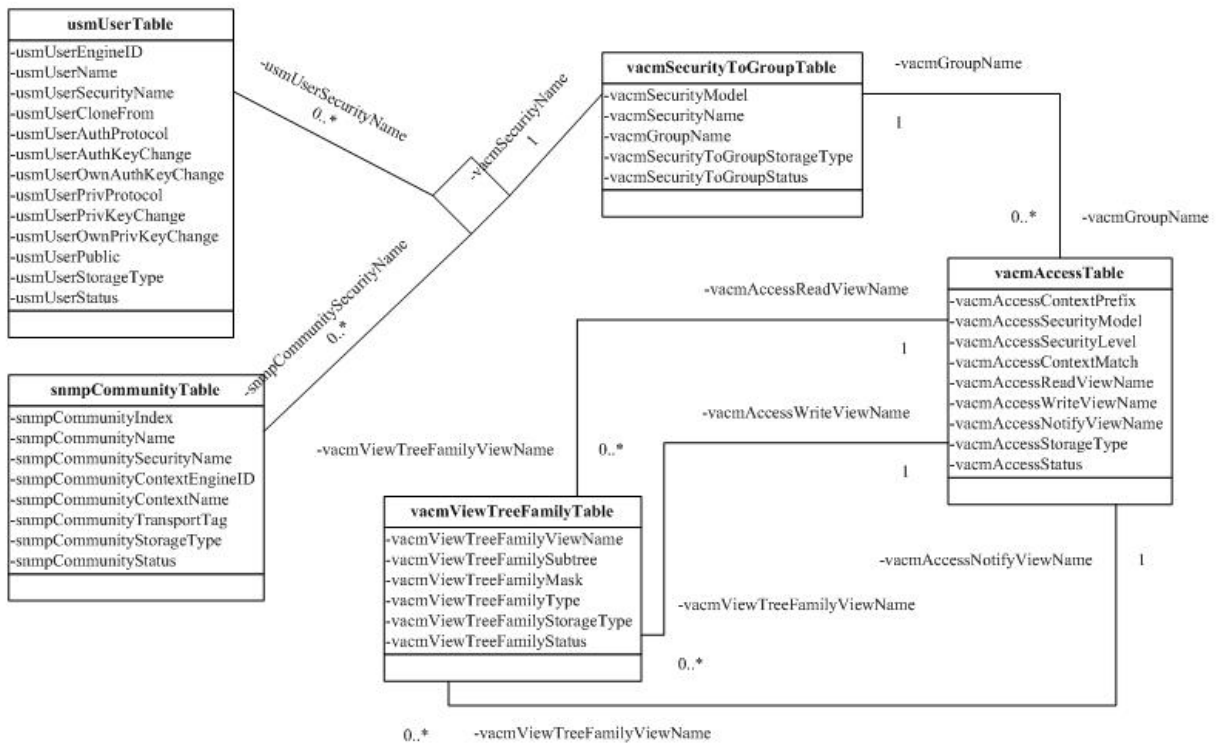 usmUserTable
-usmUserEngineID
-usmUserName
-usmUserSecurityName
-usmUserCloneFrom
-usmUserAuthProtocol
-usmUserAuthKeyChange
-usmUserOwnAuthKeyChange
-usmUserPrivProtocol
-usmUserPrivKeyChange
-usmUserOwnPrivKeyChange
-usmUserPublic
-usmUserStorageType
-usmUserStatus
-usmUserSecurityName
0..*
-vacmSecurityName
1
vacmSecurityToGroupTable
-vacmSecurityModel
-vacmSecurityName
-vacmGroupName
-vacmSecurityToGroupStorageType
-vacmSecurityToGroupStatus
-vacmGroupName
1
0..*
-vacmGroupName
snmpCommunityTable
-snmpCommunityIndex
-snmpCommunityName
-snmpCommunitySecurityName
-snmpCommunityContextEngineID
-snmpCommunityContextName
-snmpCommunityTransportTag
-snmpCommunityStorageType
-snmpCommunityStatus
-snmpCommunitySecurityName
0..*
vacmAccessTable
-vacmAccessContextPrefix
-vacmAccessSecurityModel
-vacmAccessSecurityLevel
-vacmAccessContextMatch
-vacmAccessReadViewName
-vacmAccessWriteViewName
-vacmAccessNotifyViewName
-vacmAccessStorageType
-vacmAccessStatus
-vacmAccessReadViewName
1
-vacmAccessWriteViewName
1
-vacmViewTreeFamilyViewName
0..*
vacmViewTreeFamilyTable
-vacmViewTreeFamilyViewName
-vacmViewTreeFamilySubtree
-vacmViewTreeFamilyMask
-vacmViewTreeFamilyType
-vacmViewTreeFamilyStorageType
-vacmViewTreeFamilyStatus
-vacmAccessNotifyViewName
1
-vacmViewTreeFamilyViewName
0..*
0..*
-vacmViewTreeFamilyViewName